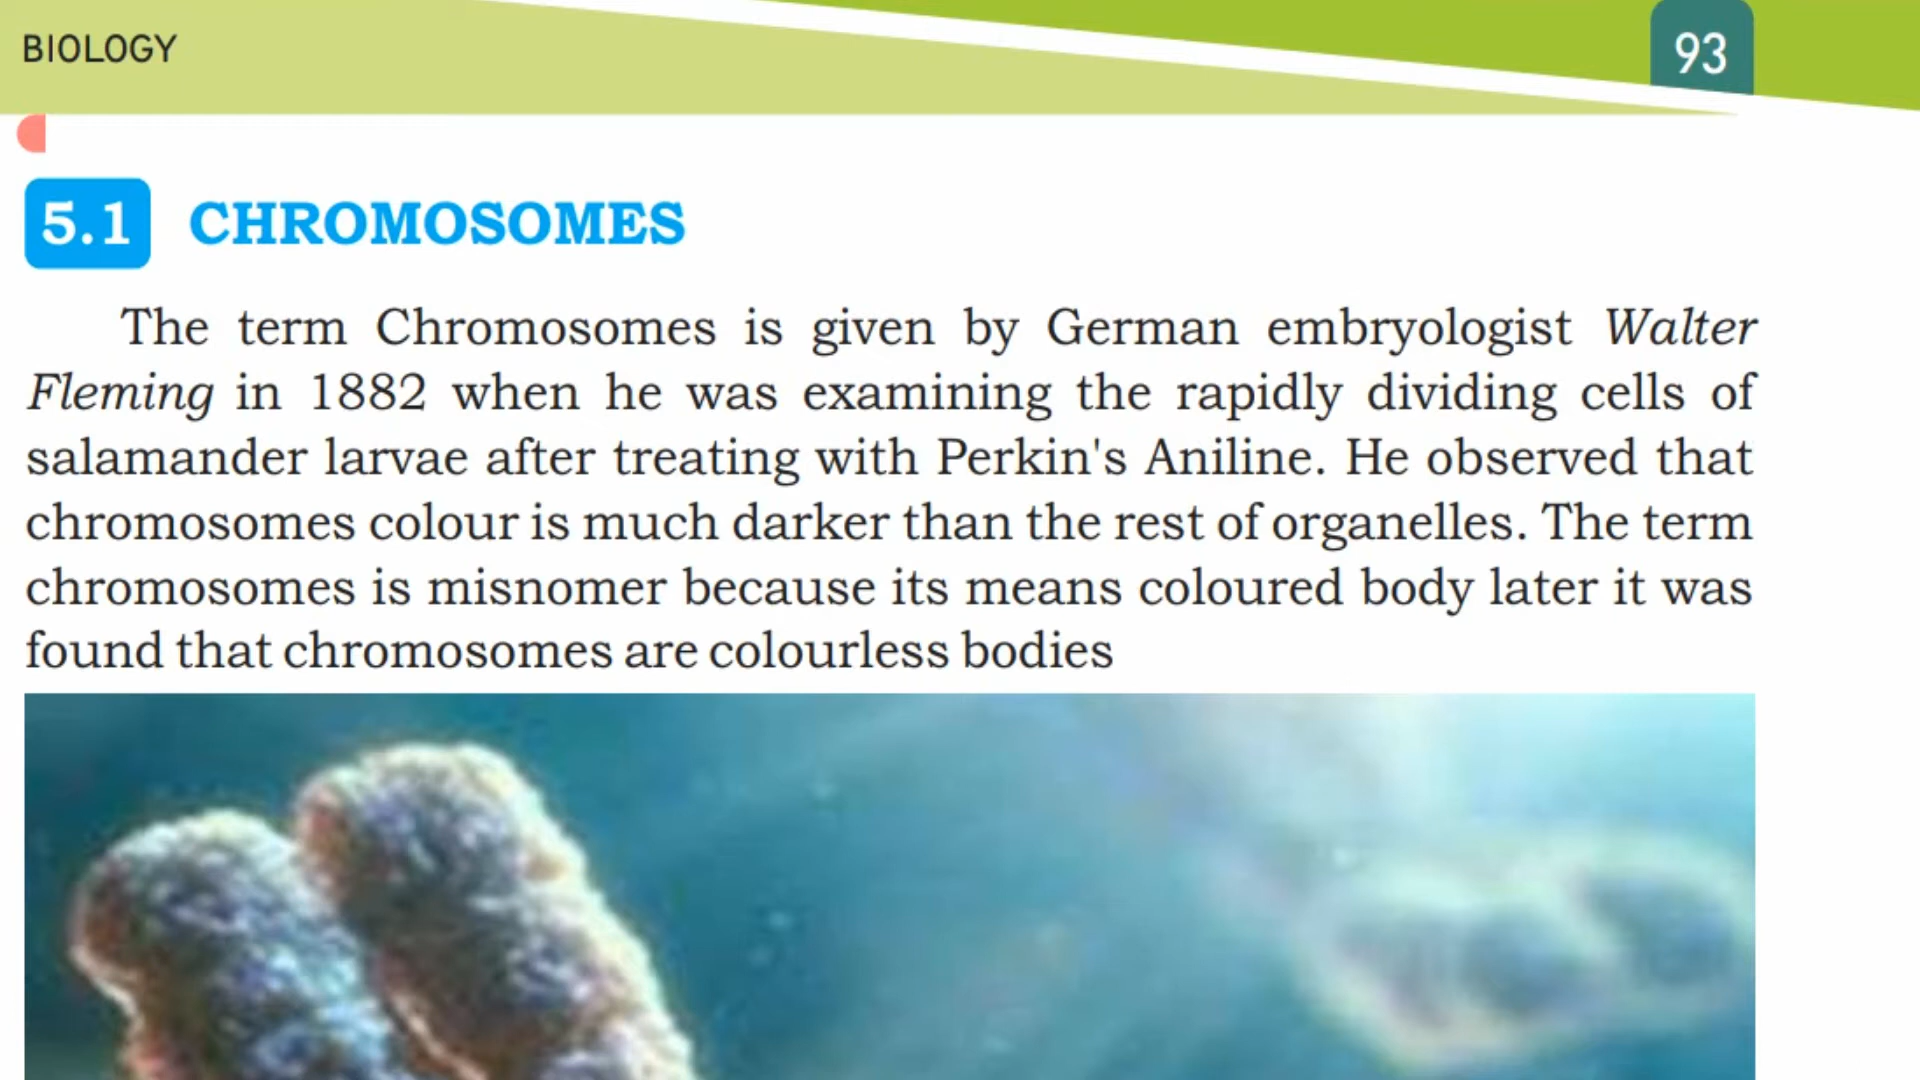 BIOLOGY
93
5.1 CHROMOSOMES
The term Chromosomes is given by German embryologist Walter
Fleming in 1882 when he was examining the rapidly dividing cells of
salamander larvae after treating with Perkin's Aniline. He observed that
chromosomes colour is much darker than the rest of organelles. The term
chromosomes is misnomer because its means coloured body later it was
found that chromosomes are colourless bodies